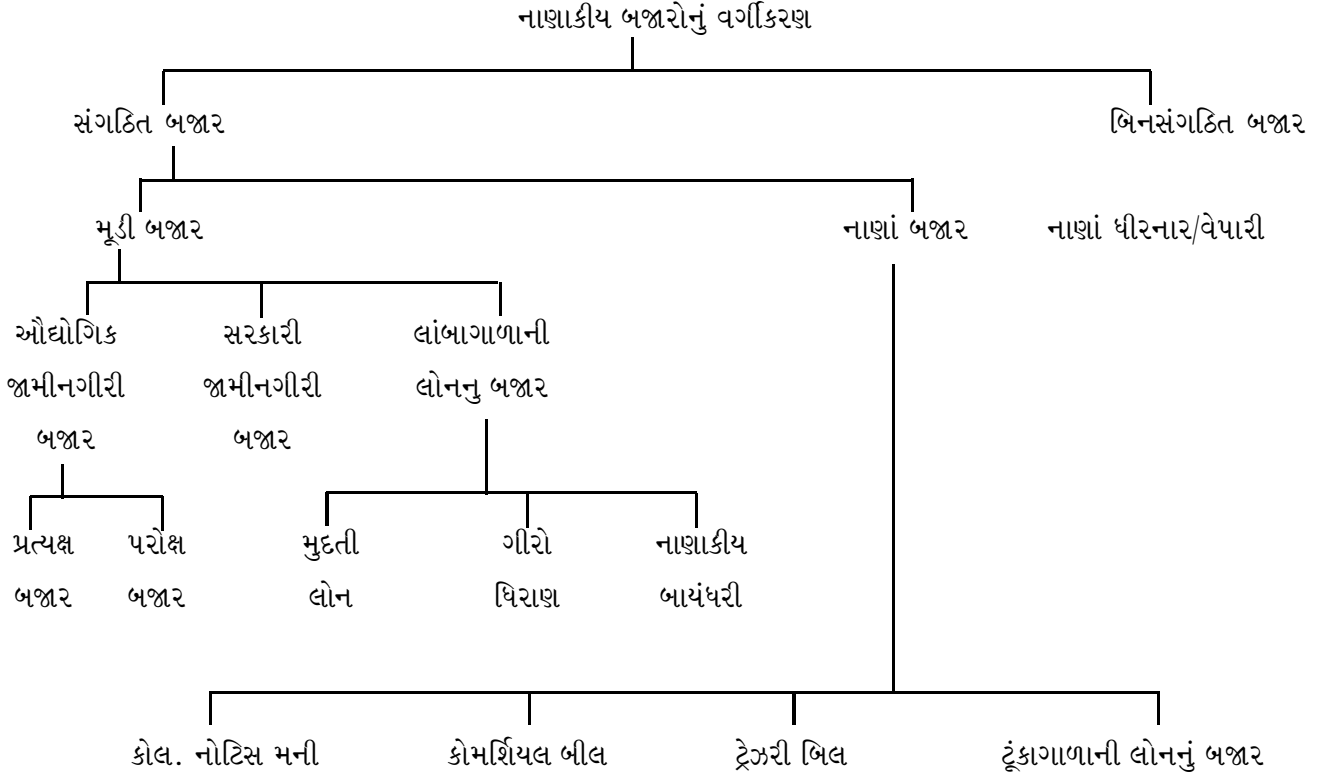 નાણાકીય બજારોનું વર્ગીકરણ
સંગઠિત બજાર
બિનસંગઠિત બજાર
મૂડી બજાર
નાણાં બજાર
નાણાં ધીરનાર/વેપારી
ઔદ્યોગિક
જામીનગીરી
બજાર
સરકારી
જામીનગીરી
બજાર
લાંબાગાળાની
લોનનુ બજાર
પ્રત્યક્ષ
બજાર
પરોક્ષ
બજાર
મુદતી
લોન
ગીરો
ધિરાણ
નાણાકીય
બાયંધરી
કોલ. નોટિસ મની
કોમર્શિયલ બીલ
ટ્રેઝરી બિલ
ટૂંકાગાળાની લોનનું બજાર